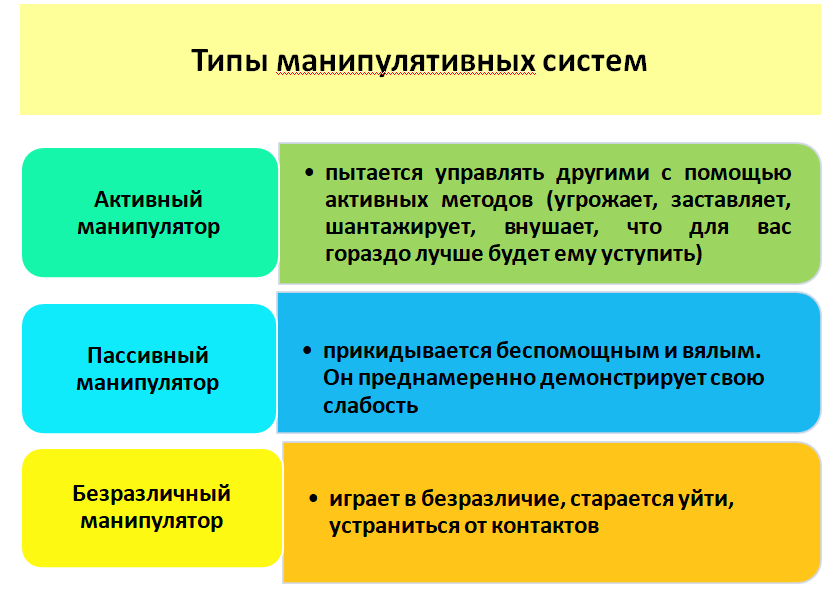 Типы манипулятивных систем
Активный
манипулятор
• пытается управлять другими с помощью
активных методов (угрожает, заставляет,
шантажирует, внушает, что для вас
гораздо лучше будет ему уступить)
Пассивный
манипулятор
• прикидывается беспомощным и вялым.
Он преднамеренно демонстрирует свою
слабость
Безразличный
манипулятор
• играет в безразличие, старается уйти,
устраниться от контактов